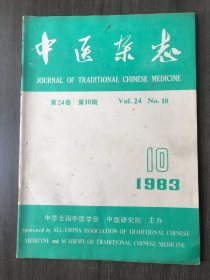 中医杂志
JOURNAL OF TRADITIONAL CHINESE MEDICINE
第24卷 第10期 Vol. 24 No. 10
10
1983
中华全国中医学会 中医研究院 主办
Sponsored by ALL-CHINA ASSOCIATION OF TRADITIONAL CHINESE
MEDICINE and ACADEMY OF TRADITIONAL CHINESE MEDICINE